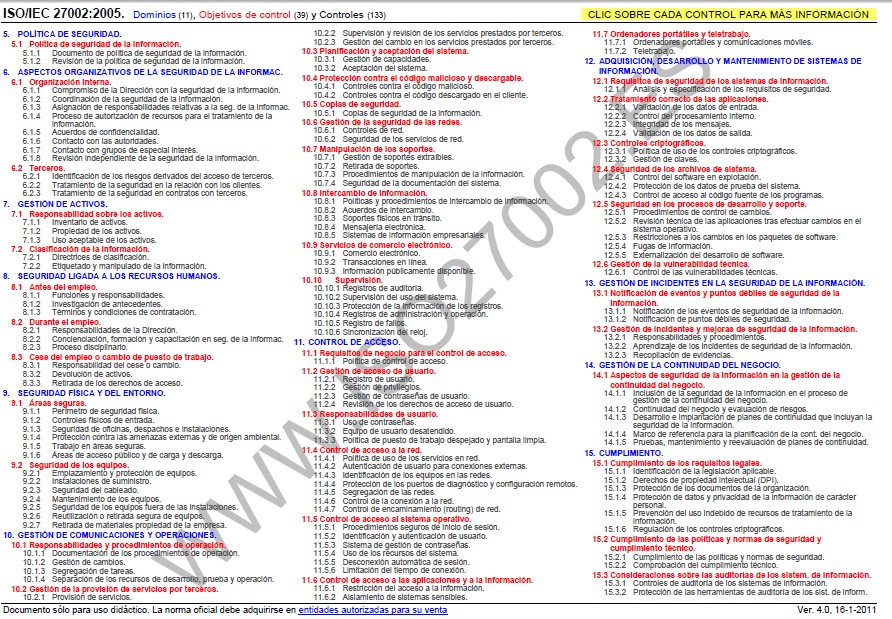 ISO/IEC 27002:2005. Dominios (11), Objetivos de control (39) y Controles (133)
CLIC SOBRE CADA CONTROL PARA MÁS INFORMACIÓN
5. POLÍTICA DE SEGURIDAD.
5.1 Política de seguridad de la información.
5.1.1 Documento de política de seguridad de la información.
5.1.2 Revisión de la política de seguridad de la información.
6. ASPECTOS ORGANIZATIVOS DE LA SEGURIDAD DE LA INFORMAC.
6.1 Organización interna.
6.1.1 Compromiso de la Dirección con la seguridad de la información.
6.1.2 Coordinación de la seguridad de la información.
6.1.3 Asignación de responsabilidades relativas a la seg. de la informac.
6.1.4 Proceso de autorización de recursos para el tratamiento de la
información.
6.1.5 Acuerdos de confidencialidad.
6.1.6 Contacto con las autoridades.
6.1.7 Contacto con grupos de especial interés.
6.1.8 Revisión independiente de la seguridad de la información.
6.2 Terceros.
6.2.1 Identificación de los riesgos derivados del acceso de terceros.
6.2.2 Tratamiento de la seguridad en la relación con los clientes.
6.2.3 Tratamiento de la seguridad en contratos con terceros.
7. GESTIÓN DE ACTIVOS.
7.1 Responsabilidad sobre los activos.
7.1.1 Inventario de activos.
7.1.2 Propiedad de los activos.
7.1.3 Uso aceptable de los activos.
7.2 Clasificación de la información.
7.2.1 Directrices de clasificación.
7.2.2 Etiquetado y manipulado de la información.
8. SEGURIDAD LIGADA A LOS RECURSOS HUMANOS.
8.1 Antes del empleo.
8.1.1 Funciones y responsabilidades.
8.1.2 Investigación de antecedentes.
8.1.3 Términos y condiciones de contratación.
8.2 Durante el empleo.
8.2.1 Responsabilidades de la Dirección.
8.2.2 Concienciación, formación y capacitación en seg. de la informac.
8.2.3 Proceso disciplinario.
8.3 Cese del empleo o cambio de puesto de trabajo.
8.3.1 Responsabilidad del cese o cambio.
8.3.2 Devolución de activos.
8.3.3 Retirada de los derechos de acceso.
9. SEGURIDAD FÍSICA Y DEL ENTORNO.
9.1 Áreas seguras.
9.1.1 Perímetro de seguridad física.
9.1.2 Controles físicos de entrada.
9.1.3 Seguridad de oficinas, despachos e instalaciones.
9.1.4 Protección contra las amenazas externas y de origen ambiental.
9.1.5 Trabajo en áreas seguras.
9.1.6 Áreas de acceso público y de carga y descarga.
9.2 Seguridad de los equipos.
9.2.1 Emplazamiento y protección de equipos.
9.2.2 Instalaciones de suministro.
9.2.3 Seguridad del cableado.
9.2.4 Mantenimiento de los equipos.
9.2.5 Seguridad de los equipos fuera de las instalaciones.
9.2.6 Reutilización o retirada segura de equipos.
9.2.7 Retirada de materiales propiedad de la empresa.
10. GESTIÓN DE COMUNICACIONES Y OPERACIONES.
10.1 Responsabilidades y procedimientos de operación.
10.1.1 Documentación de los procedimientos de operación.
10.1.2 Gestión de cambios.
10.1.3 Segregación de tareas.
10.1.4 Separación de los recursos de desarrollo, prueba y operación.
10.2 Gestión de la provisión de servicios por terceros.
10.2.1 Provisión de servicios.
10.2.2 Supervisión y revisión de los servicios prestados por terceros.
10.2.3 Gestión del cambio en los servicios prestados por terceros.
10.3 Planificación y aceptación del sistema.
10.3.1 Gestión de capacidades.
10.3.2 Aceptación del sistema.
10.4 Protección contra el código malicioso y descargable.
10.4.1 Controles contra el código malicioso.
10.4.2 Controles contra el código descargado en el cliente.
10.5 Copias de seguridad.
10.5.1 Copias de seguridad de la información.
10.6 Gestión de la seguridad de las redes.
10.6.1 Controles de red.
10.6.2 Seguridad de los servicios de red.
10.7 Manipulación de los soportes.
10.7.1 Gestión de soportes extraíbles.
10.7.2 Retirada de soportes.
10.7.3 Procedimientos de manipulación de la información.
10.7.4 Seguridad de la documentación del sistema.
10.8 Intercambio de información.
10.8.1 Políticas y procedimientos de intercambio de información.
10.8.2 Acuerdos de intercambio.
10.8.3 Soportes físicos en tránsito.
10.8.4 Mensajería electrónica.
10.8.5 Sistemas de información empresariales.
10.9 Servicios de comercio electrónico.
10.9.1 Comercio electrónico.
10.9.2 Transacciones en línea.
10.9.3 Información públicamente disponible.
10.10 Supervisión.
10.10.1 Registros de auditoría.
10.10.2 Supervisión del uso del sistema.
10.10.3 Protección de la información de los registros.
10.10.4 Registros de administración y operación.
10.10.5 Registro de fallos.
10.10.6 Sincronización del reloj.
11. CONTROL DE ACCESO.
11.1 Requisitos de negocio para el control de acceso.
11.1.1 Política de control de acceso.
11.2 Gestión de acceso de usuario.
11.2.1 Registro de usuario.
11.2.2 Gestión de privilegios.
11.2.3 Gestión de contraseñas de usuario.
11.2.4 Revisión de los derechos de acceso de usuario.
11.3 Responsabilidades de usuario.
11.3.1 Uso de contraseñas.
11.3.2 Equipo de usuario desatendido.
11.3.3 Política de puesto de trabajo despejado y pantalla limpia.
11.4 Control de acceso a la red.
11.4.1 Política de uso de los servicios en red.
11.4.2 Autenticación de usuario para conexiones externas.
11.4.3 Identificación de los equipos en las redes.
11.4.4 Protección de los puertos de diagnóstico y configuración remotos.
11.4.5 Segregación de las redes.
11.4.6 Control de la conexión a la red.
11.4.7 Control de encaminamiento (routing) de red.
11.5 Control de acceso al sistema operativo.
11.5.1 Procedimientos seguros de inicio de sesión.
11.5.2 Identificación y autenticación de usuario.
11.5.3 Sistema de gestión de contraseñas.
11.5.4 Uso de los recursos del sistema.
11.5.5 Desconexión automática de sesión.
11.5.6 Limitación del tiempo de conexión.
11.6 Control de acceso a las aplicaciones y a la información.
11.6.1 Restricción del acceso a la información.
11.6.2 Aislamiento de sistemas sensibles.
11.7 Ordenadores portátiles y teletrabajo.
11.7.1 Ordenadores portátiles y comunicaciones móviles.
11.7.2 Teletrabajo.
12. ADQUISICIÓN, DESARROLLO Y MANTENIMIENTO DE SISTEMAS DE
INFORMACIÓN.
12.1 Requisitos de seguridad de los sistemas de información.
12.1.1 Análisis y especificación de los requisitos de seguridad.
12.2 Tratamiento correcto de las aplicaciones.
12.2.1 Validación de los datos de entrada.
12.2.2 Control del procesamiento interno.
12.2.3 Integridad de los mensajes.
12.2.4 Validación de los datos de salida.
12.3 Controles criptográficos.
12.3.1 Política de uso de los controles criptográficos.
12.3.2 Gestión de claves.
12.4 Seguridad de los archivos de sistema.
12.4.1 Control del software en explotación.
12.4.2 Protección de los datos de prueba del sistema.
12.4.3 Control de acceso al código fuente de los programas.
12.5 Seguridad en los procesos de desarrollo y soporte.
12.5.1 Procedimientos de control de cambios.
12.5.2 Revisión técnica de las aplicaciones tras efectuar cambios en el
sistema operativo.
12.5.3 Restricciones a los cambios en los paquetes de software.
12.5.4 Fugas de información.
12.5.5 Externalización del desarrollo de software.
12.6 Gestión de la vulnerabilidad técnica.
12.6.1 Control de las vulnerabilidades técnicas.
13. GESTIÓN DE INCIDENTES EN LA SEGURIDAD DE LA INFORMACIÓN.
13.1 Notificación de eventos y puntos débiles de seguridad de la
información.
13.1.1 Notificación de los eventos de seguridad de la información.
13.1.2 Notificación de puntos débiles de seguridad.
13.2 Gestión de incidentes y mejoras de seguridad de la información.
13.2.1 Responsabilidades y procedimientos.
13.2.2 Aprendizaje de los incidentes de seguridad de la información.
13.2.3 Recopilación de evidencias.
14. GESTIÓN DE LA CONTINUIDAD DEL NEGOCIO.
14.1 Aspectos de seguridad de la información en la gestión de la
continuidad del negocio.
14.1.1 Inclusión de la seguridad de la información en el proceso de
gestión de la continuidad del negocio.
14.1.2 Continuidad del negocio y evaluación de riesgos.
14.1.3 Desarrollo e implantación de planes de continuidad que incluyan la
seguridad de la información.
14.1.4 Marco de referencia para la planificación de la cont. del negocio.
14.1.5 Pruebas, mantenimiento y reevaluación de planes de continuidad.
15. CUMPLIMIENTO.
15.1 Cumplimiento de los requisitos legales.
15.1.1 Identificación de la legislación aplicable.
15.1.2 Derechos de propiedad intelectual (DPI).
15.1.3 Protección de los documentos de la organización.
15.1.4 Protección de datos y privacidad de la información de carácter
personal.
15.1.5 Prevención del uso indebido de recursos de tratamiento de la
información.
15.1.6 Regulación de los controles criptográficos.
15.2 Cumplimiento de las políticas y normas de seguridad y
cumplimiento técnico.
15.2.1 Cumplimiento de las políticas y normas de seguridad.
15.2.2 Comprobación del cumplimiento técnico.
15.3 Consideraciones sobre las auditorías de los sistem. de información.
15.3.1 Controles de auditoría de los sistemas de información.
15.3.2 Protección de las herramientas de auditoría de los sist. de inform.
WWW.ISO27002.ES
Documento sólo para uso didáctico. La norma oficial debe adquirirse en entidades autorizadas para su venta
Ver. 4.0, 16-1-2011